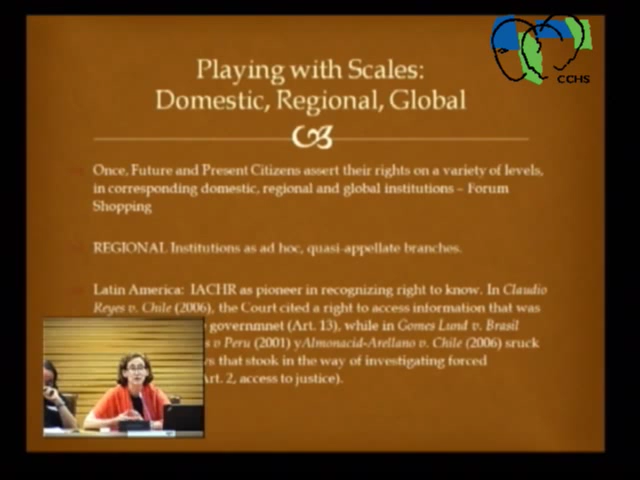 CCHS
Playing with Scales:
Domestic, Regional, Global
Once, Future and Present Citizens assert their rights on a variety of levels,
in corresponding domestic, regional and global institutions – Forum
Shopping
REGIONAL Institutions as ad hoc, quasi-appellate branches.
Latin America: IACHR as pioneer in recognizing right to know. In Claudio
Reyes v. Chile (2006), the Court cited a right to access information that was
governmnet (Art. 13), while in Gomes Lund v. Brasil
v Peru (2001) yAlmonacid-Arellano v. Chile (2006) sruck
that stook in the way of investigating forced
2, access to justice).